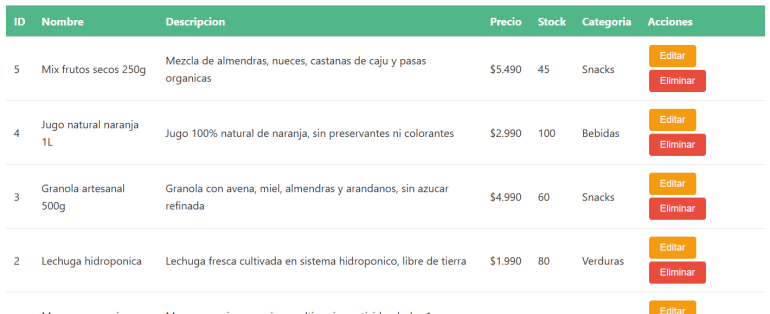 ID Nombre Descripcion Precio Stock Categoria Acciones
5 Mix frutos secos 250g Mezcla de almendras, nueces, castanas de caju y pasas organicas $5.490 45 Snacks Editar
Eliminar
4 Jugo natural naranja 1L Jugo 100% natural de naranja, sin preservantes ni colorantes $2.990 100 Bebidas Editar
Eliminar
3 Granola artesanal 500g Granola con avena, miel, almendras y arandanos, sin azucar refinada $4.990 60 Snacks Editar
Eliminar
2 Lechuga hidroponica Lechuga fresca cultivada en sistema hidroponico, libre de tierra $1.990 80 Verduras Editar
Eliminar
Editar